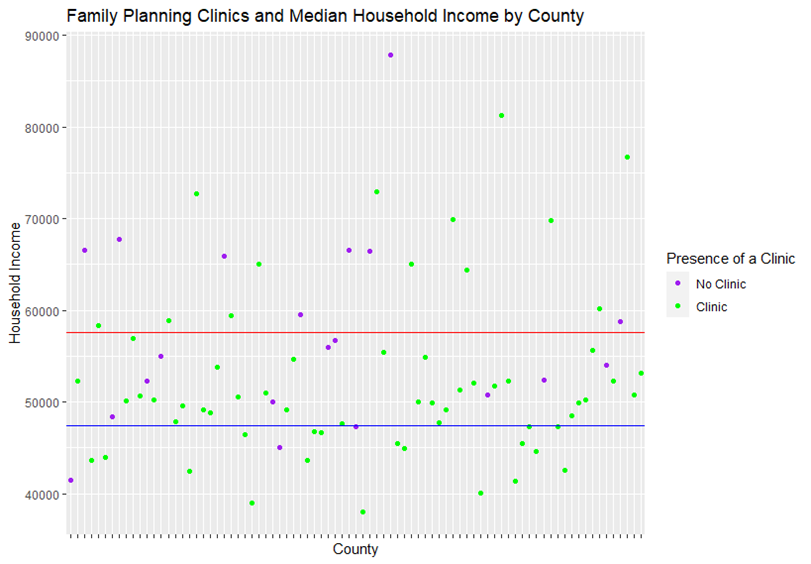 Family Planning Clinics and Median Household Income by County
90000
80000
70000
60000
50000
40000
Household Income
County
Presence of a Clinic
No Clinic
Clinic